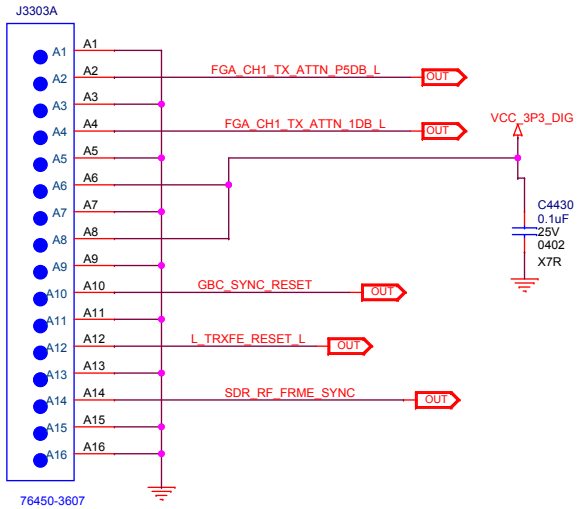 J3303A
A1 A1
A2 A2 FGA_CH1_TX_ATTN_P5DB_L OUT
A3 A3
A4 A4 FGA_CH1_TX_ATTN_1DB_L OUT
VCC_3P3_DIG
A5 A5
A6 A6
A7 A7
A8 A8
C4430
0.1uF
25V
0402
X7R
A9 A9
A10 A10 GBC_SYNC_RESET OUT
A11 A11
A12 A12 L_TRXFE_RESET_L OUT
A13 A13
A14 A14 SDR_RF_FRME_SYNC OUT
A15 A15
A16 A16
76450-3607